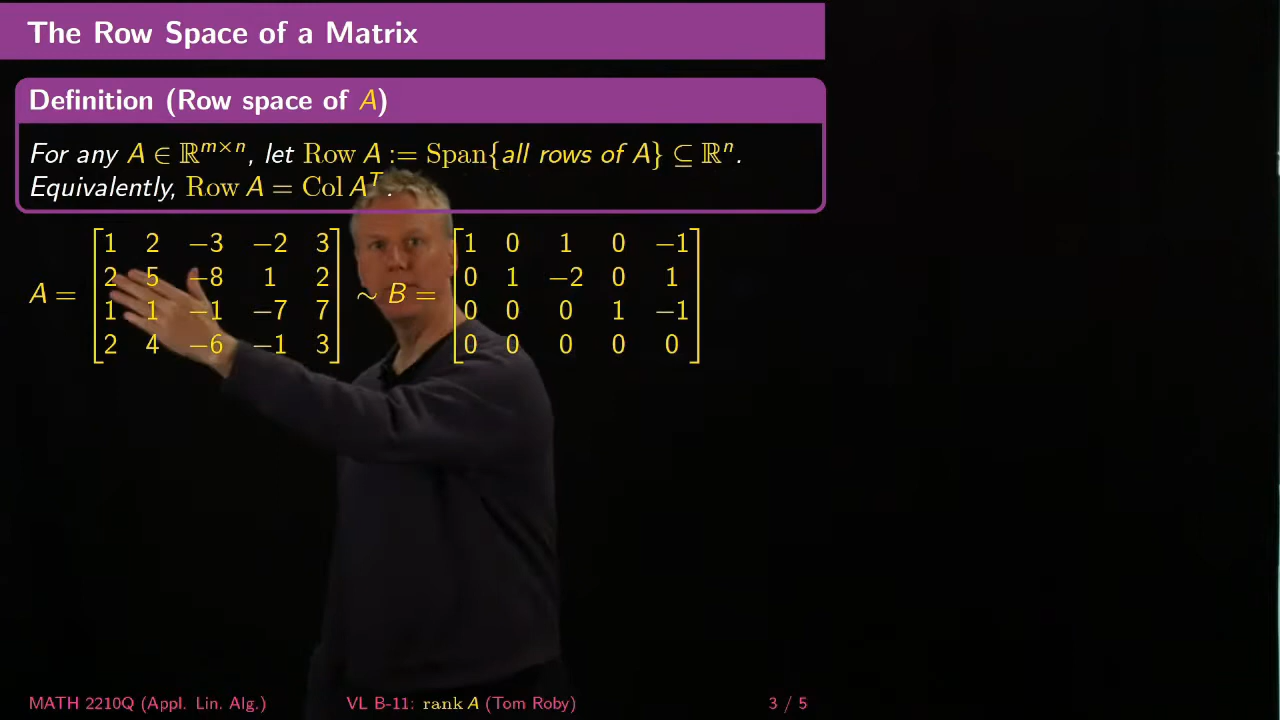 The Row Space of a Matrix
Definition (Row space of A)
For any A ∈ ℝᵐˣⁿ, let Row A := Span{all rows of A} ⊆ ℝⁿ.
Equivalently, Row A = Col Aᵀ.
A = [1 2 −3 −2 3; 2 5 −8 1 2; 1 1 −1 −7 7; 2 4 −6 −1 3] ∼ B = [1 0 1 0 −1; 0 1 −2 0 1; 0 0 0 1 −1; 0 0 0 0 0]
MATH 2210Q (Appl. Lin. Alg.) VL B-11: rank A (Tom Roby) 3 / 5